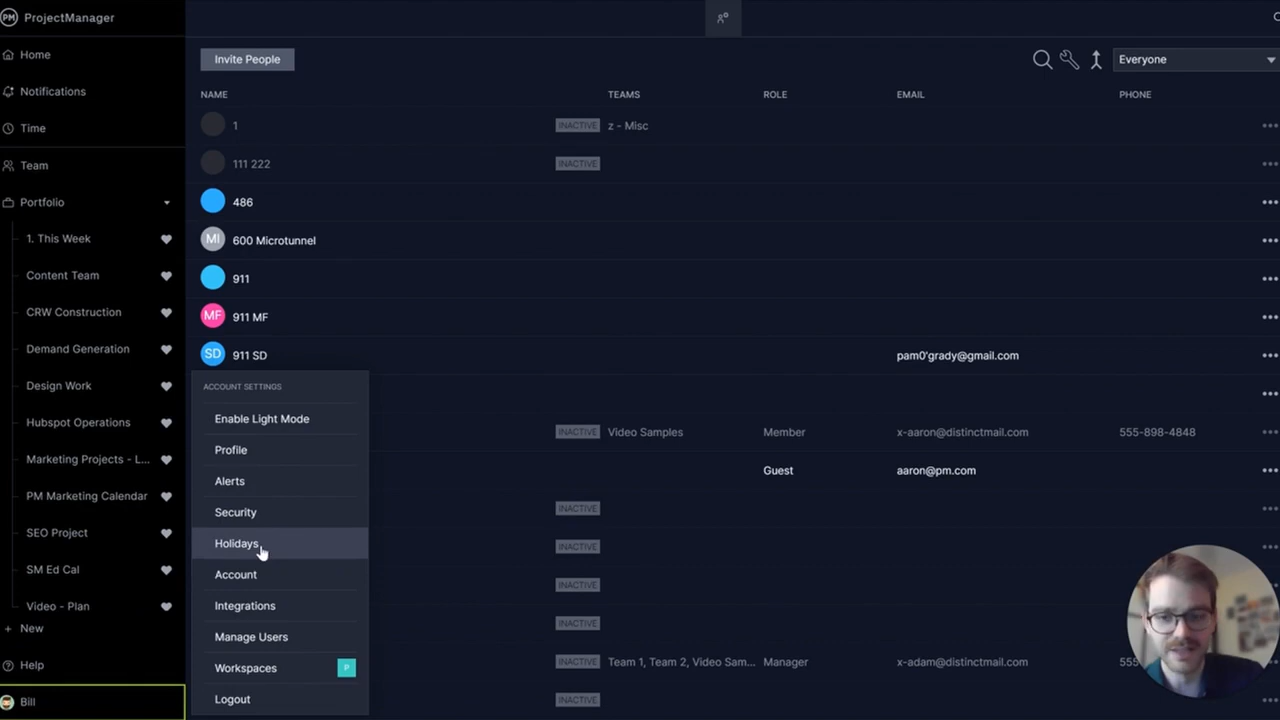 PM ProjectManager
Home
Notifications
Time
Team
Portfolio
1. This Week
Content Team
CRW Construction
Demand Generation
Design Work
Hubspot Operations
Marketing Projects - L...
PM Marketing Calendar
SEO Project
SM Ed Cal
Video - Plan
+ New
Help
Bill
Invite People
Everyone
NAME TEAMS ROLE EMAIL PHONE
1 INACTIVE z - Misc
111 222 INACTIVE
486
MI 600 Microtunnel
911
MF 911 MF
SD 911 SD pam0'grady@gmail.com
INACTIVE Video Samples Member x-aaron@distinctmail.com 555-898-4848
Guest aaron@pm.com
INACTIVE
INACTIVE
INACTIVE
INACTIVE
INACTIVE Team 1, Team 2, Video Sam... Manager x-adam@distinctmail.com
INACTIVE
ACCOUNT SETTINGS
Enable Light Mode
Profile
Alerts
Security
Holidays
Account
Integrations
Manage Users
Workspaces P
Logout